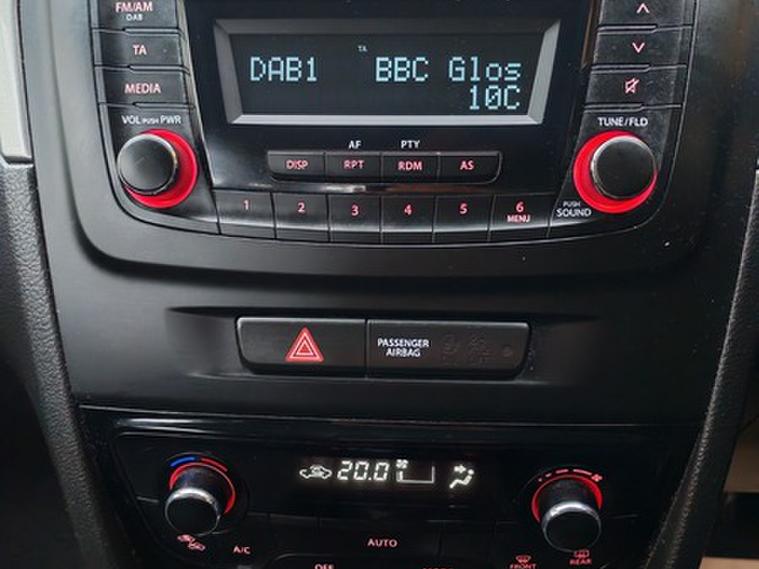 FM/AM
DAB
TA
MEDIA
VOL PUSH PWR
TA
DAB1 BBC Glos
10C
AF PTY
DISP RPT RDM AS
1 2 3 4 5 6
MENU
TUNE/FLD
PUSH
SOUND
PASSENGER
AIRBAG
20.0
A/C AUTO
FRONT REAR
OFF